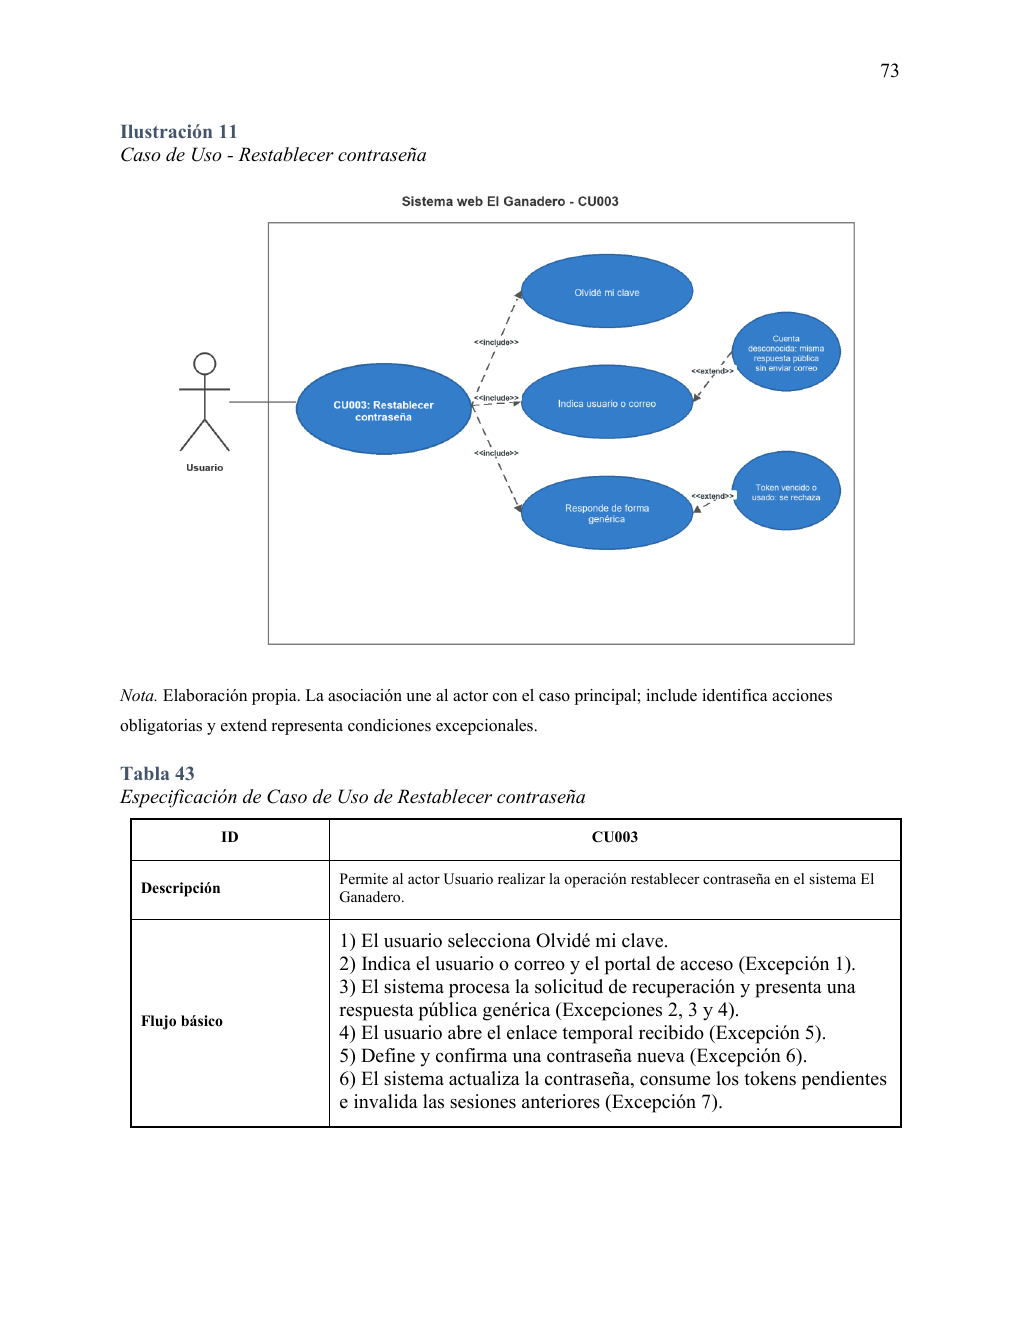 73
Ilustración 11
Caso de Uso - Restablecer contraseña
Sistema web El Ganadero - CU003
Olvidé mi clave
Cuenta
desconocida: misma
respuesta pública
sin enviar correo
<<include>>
<<extend>>
<<include>>
Indica usuario o correo
CU003: Restablecer
contraseña
<<include>>
Usuario
Token vencido o
usado: se rechaza
<<extend>>
Responde de forma
genérica
Nota. Elaboración propia. La asociación une al actor con el caso principal; include identifica acciones
obligatorias y extend representa condiciones excepcionales.
Tabla 43
Especificación de Caso de Uso de Restablecer contraseña
ID
CU003
Descripción
Permite al actor Usuario realizar la operación restablecer contraseña en el sistema El
Ganadero.
Flujo básico
1) El usuario selecciona Olvidé mi clave.
2) Indica el usuario o correo y el portal de acceso (Excepción 1).
3) El sistema procesa la solicitud de recuperación y presenta una
respuesta pública genérica (Excepciones 2, 3 y 4).
4) El usuario abre el enlace temporal recibido (Excepción 5).
5) Define y confirma una contraseña nueva (Excepción 6).
6) El sistema actualiza la contraseña, consume los tokens pendientes
e invalida las sesiones anteriores (Excepción 7).